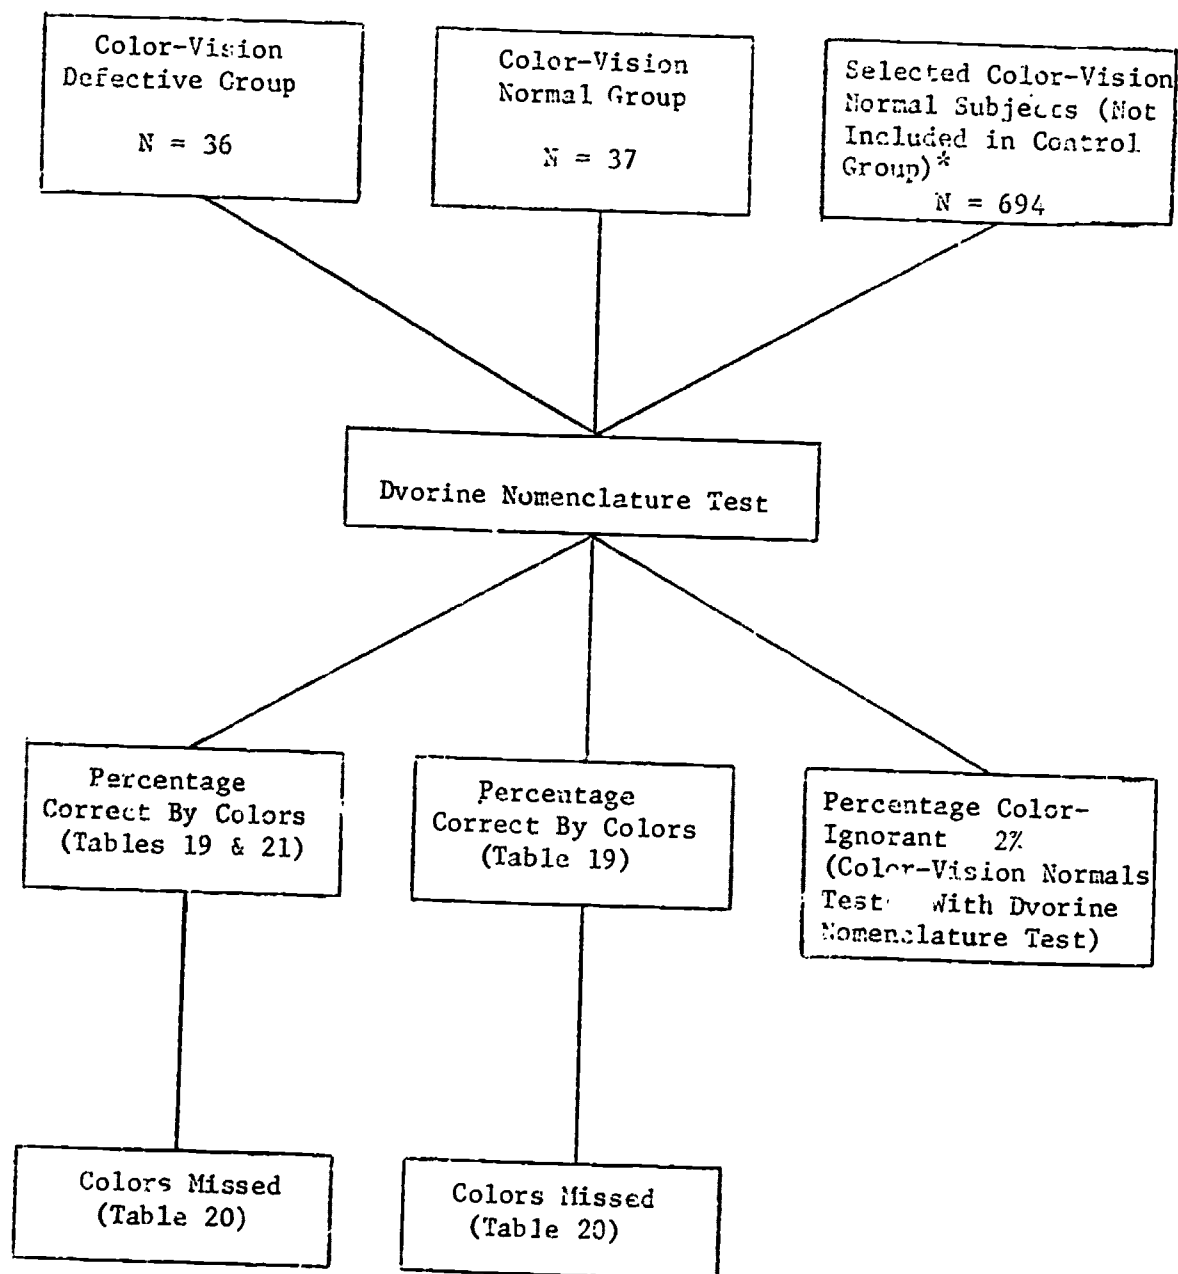 Color-Vision
Defective Group
N = 36
Color-Vision
Normal Group
N = 37
Selected Color-Vision
Normal Subjects (Not
Included in Control
Group)*
N = 694
Dvorine Nomenclature Test
Percentage
Correct By Colors
(Tables 19 & 21)
Percentage
Correct By Colors
(Table 19)
Percentage Color-
Ignorant 2%
(Color-Vision Normals
Test With Dvorine
Nomenclature Test)
Colors Missed
(Table 20)
Colors Missed
(Table 20)